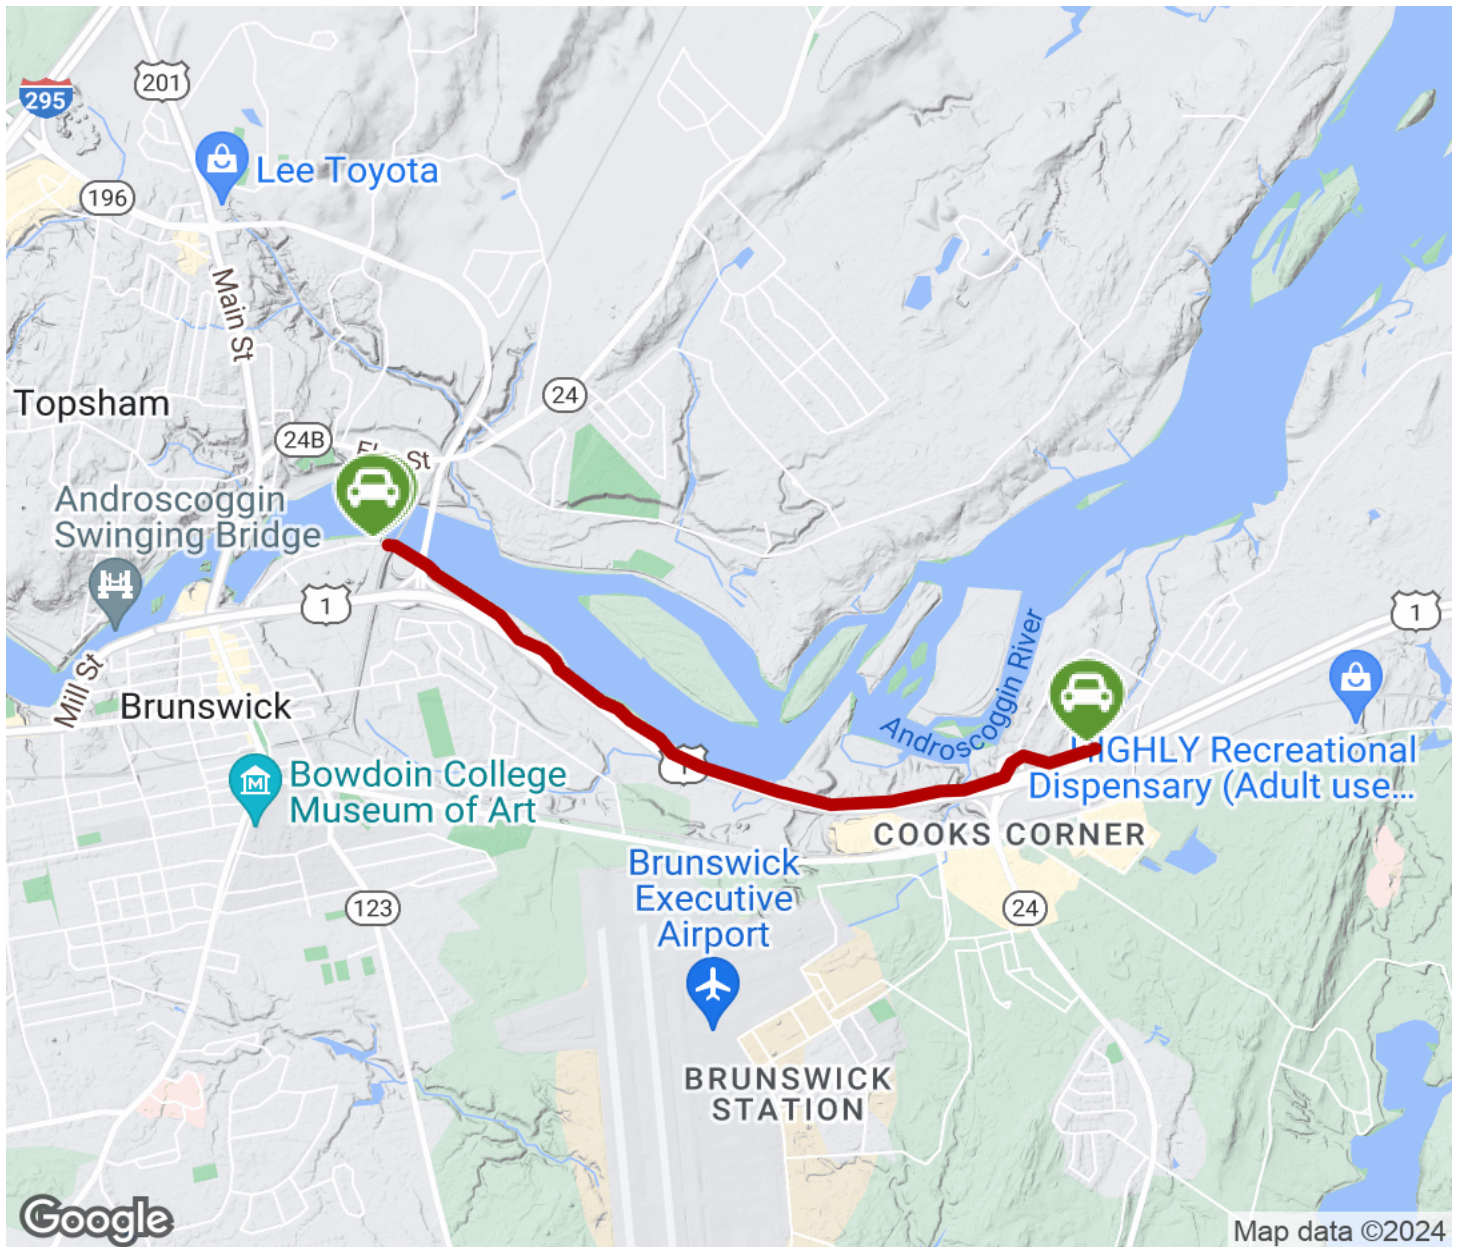 201
295
Lee Toyota
196
Main St
Topsham
24
24B
St
Androscoggin
Swinging Bridge
1
1
Mill St
Brunswick
Androscoggin River
1
HIGHLY Recreational
Dispensary (Adult use...
Bowdoin College
Museum of Art
COOKS CORNER
Brunswick
Executive
Airport
123
24
BRUNSWICK
STATION
Google
Map data ©2024